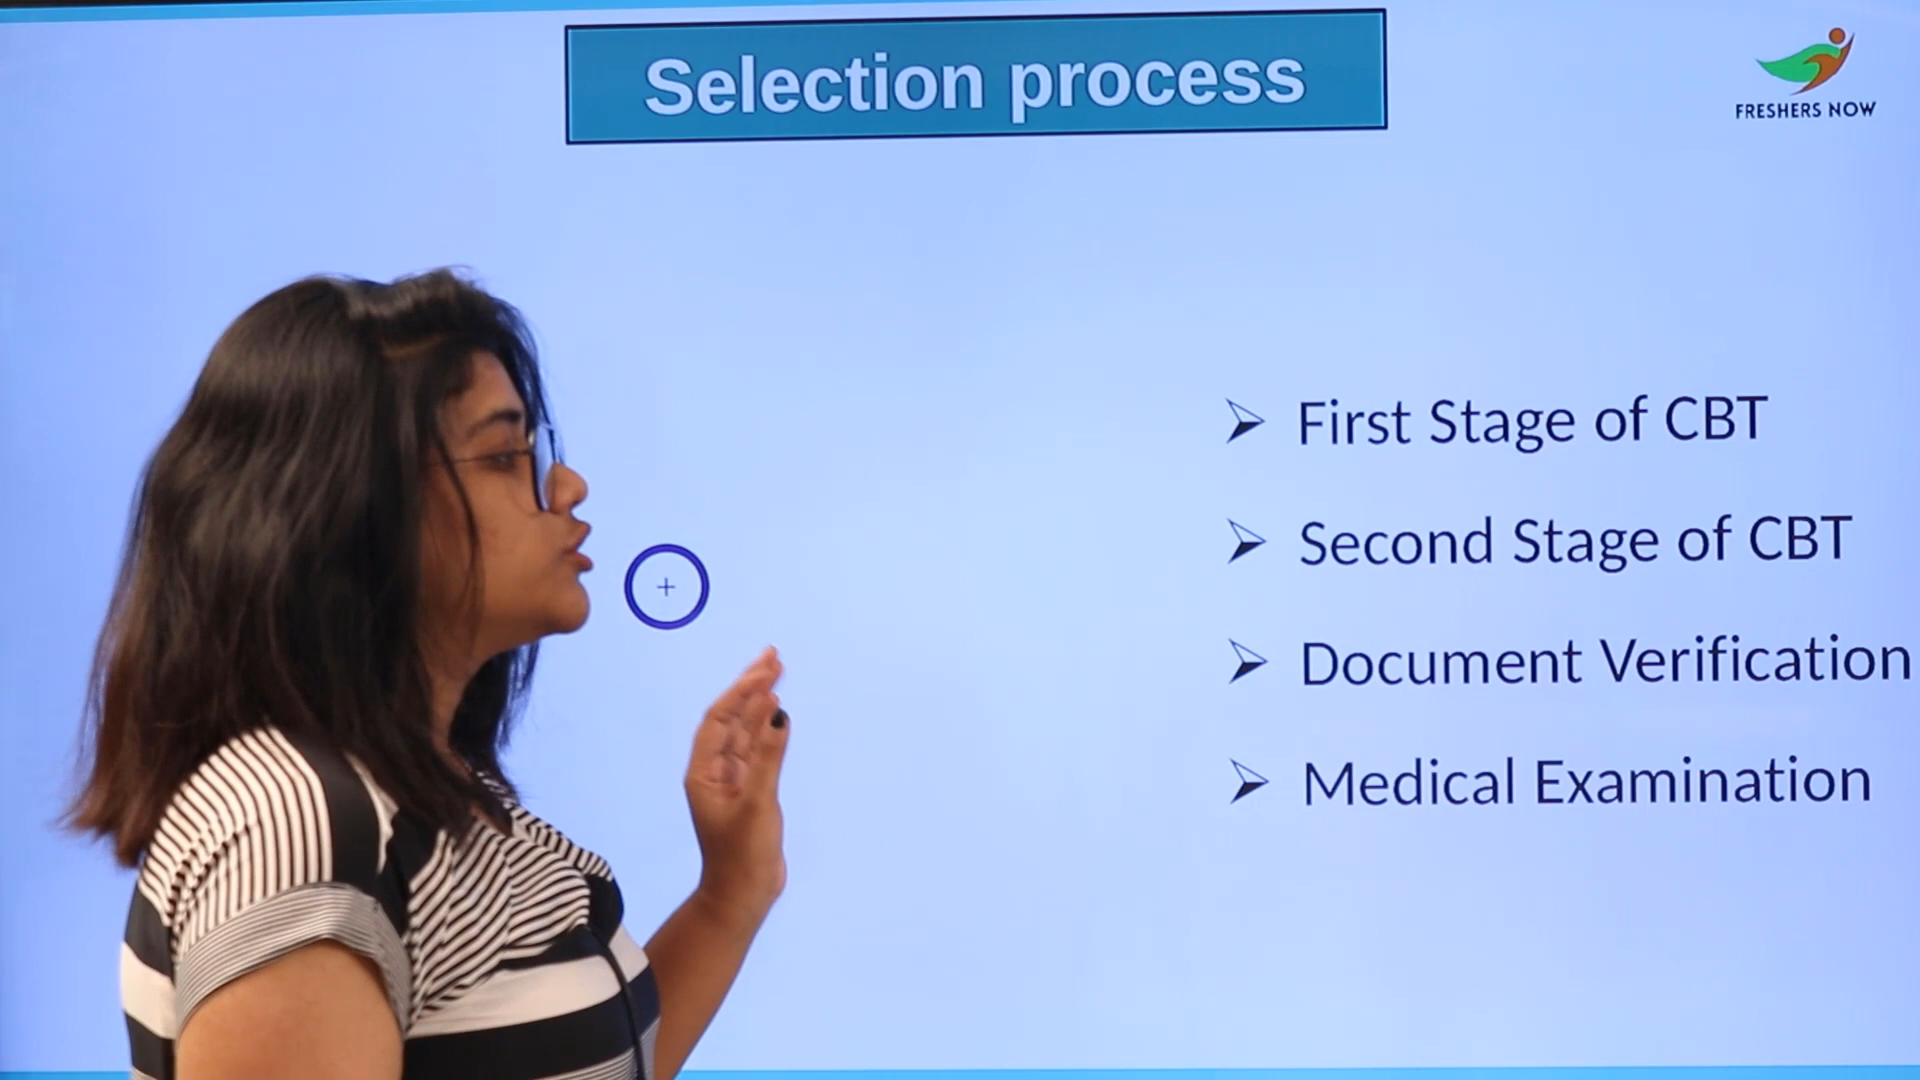 Selection process
FRESHERS NOW
First Stage of CBT
Second Stage of CBT
Document Verification
Medical Examination